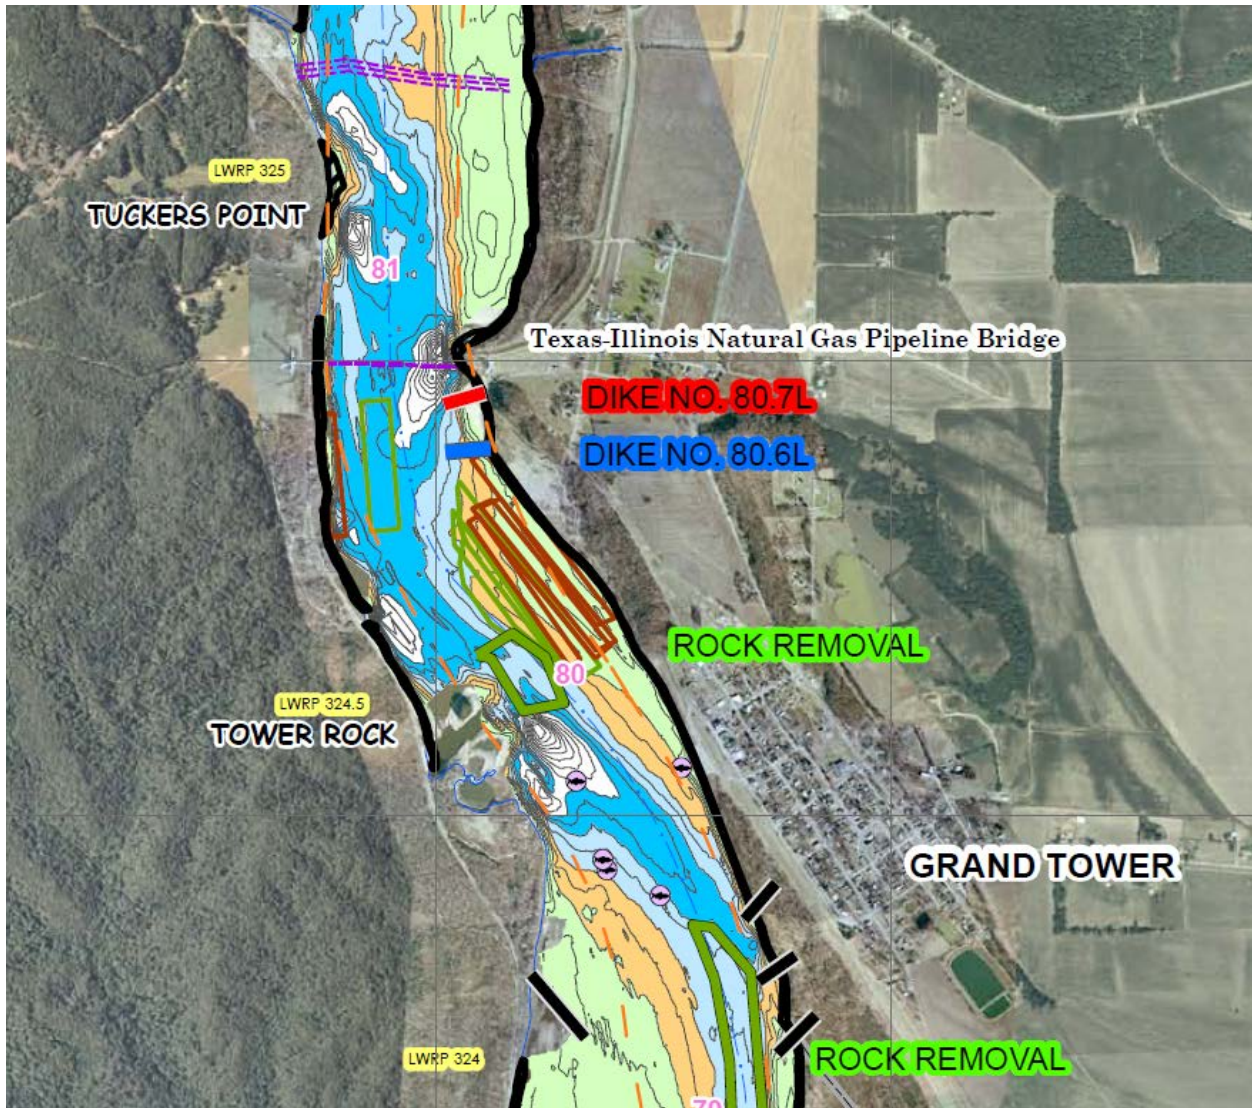 LWRP 325
TUCKERS POINT
81
Texas-Illinois Natural Gas Pipeline Bridge
DIKE NO. 80.7L
DIKE NO. 80.6L
ROCK REMOVAL
80
LWRP 324.5
TOWER ROCK
GRAND TOWER
LWRP 324
ROCK REMOVAL
79